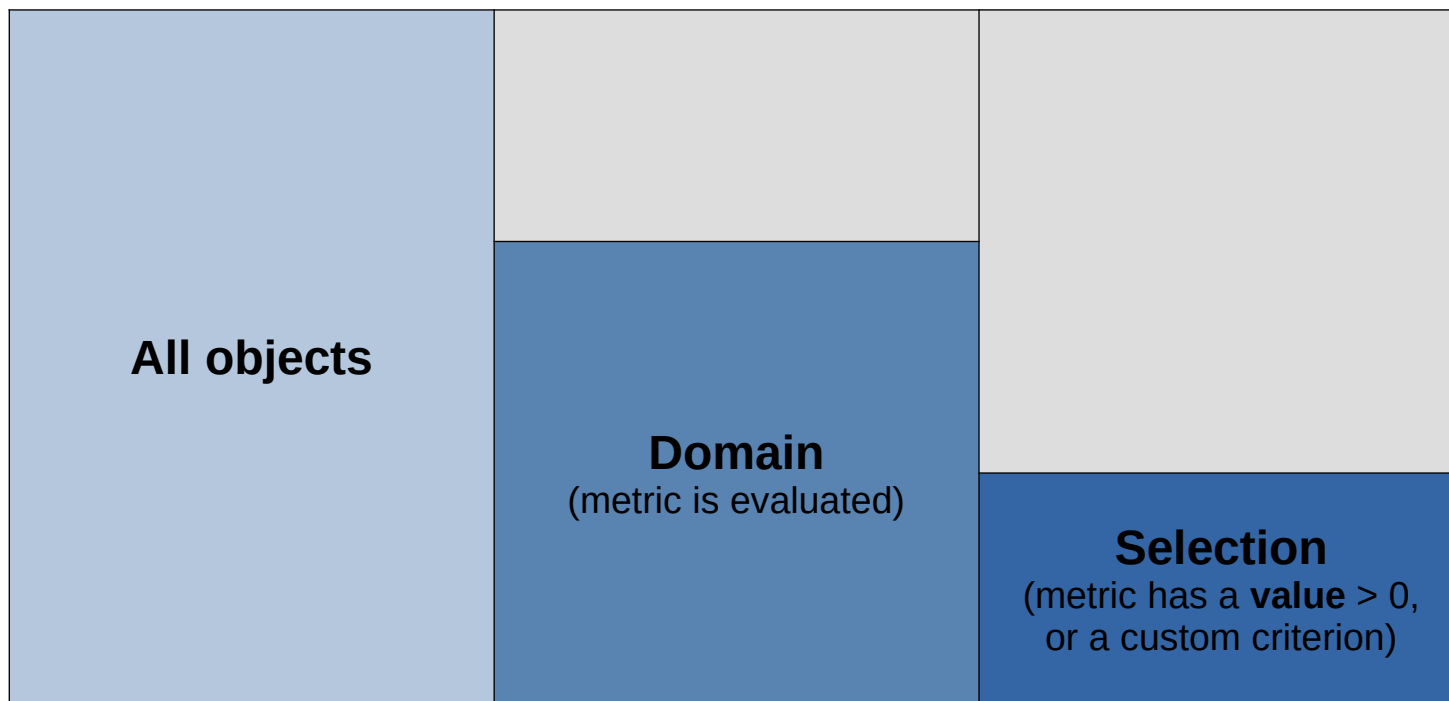 All objects
Domain
(metric is evaluated)
Selection
(metric has a value > 0,
or a custom criterion)